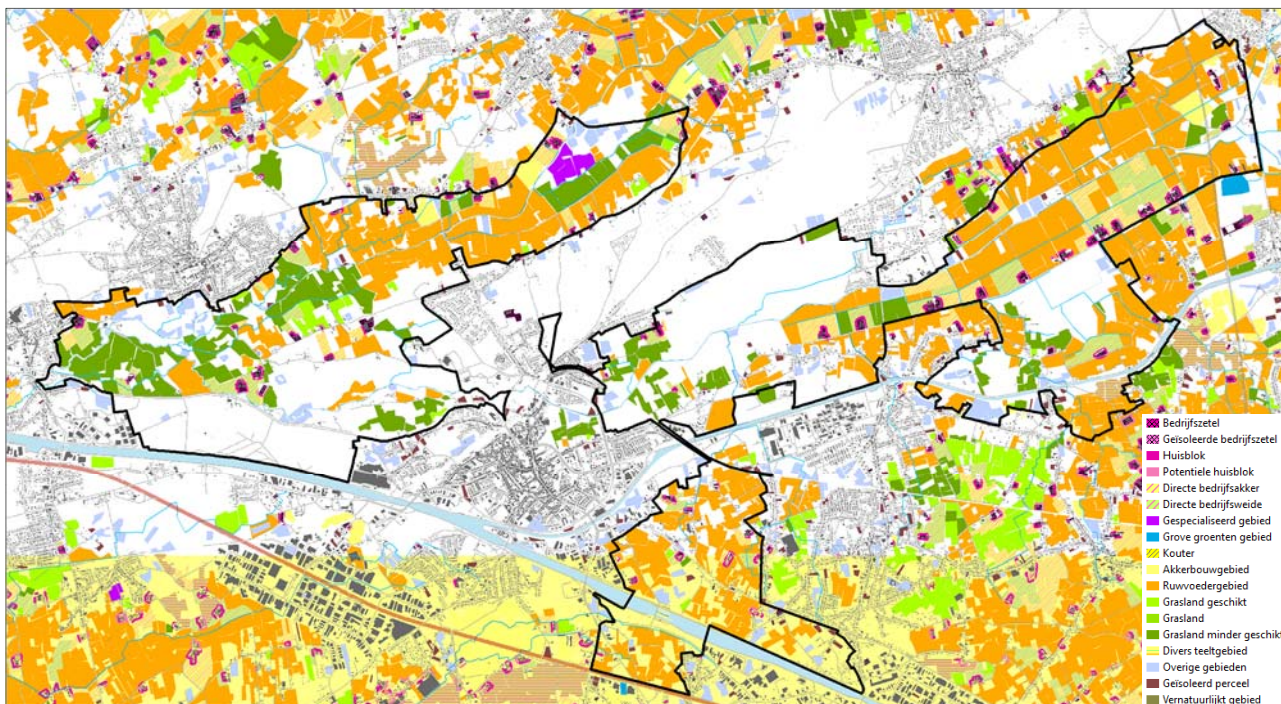 Bedrijfszetel
Geïsoleerde bedrijfszetel
Huisblok
Potentiele huisblok
Directe bedrijfsakker
Directe bedrijfsweide
Gespecialiseerd gebied
Grove groenten gebied
Kouter
Akkerbouwgebied
Ruwvoedergebied
Grasland geschikt
Grasland
Grasland minder geschikt
Divers teeltgebied
Overige gebieden
Geïsoleerd perceel
Vernatuurlijkt gebied